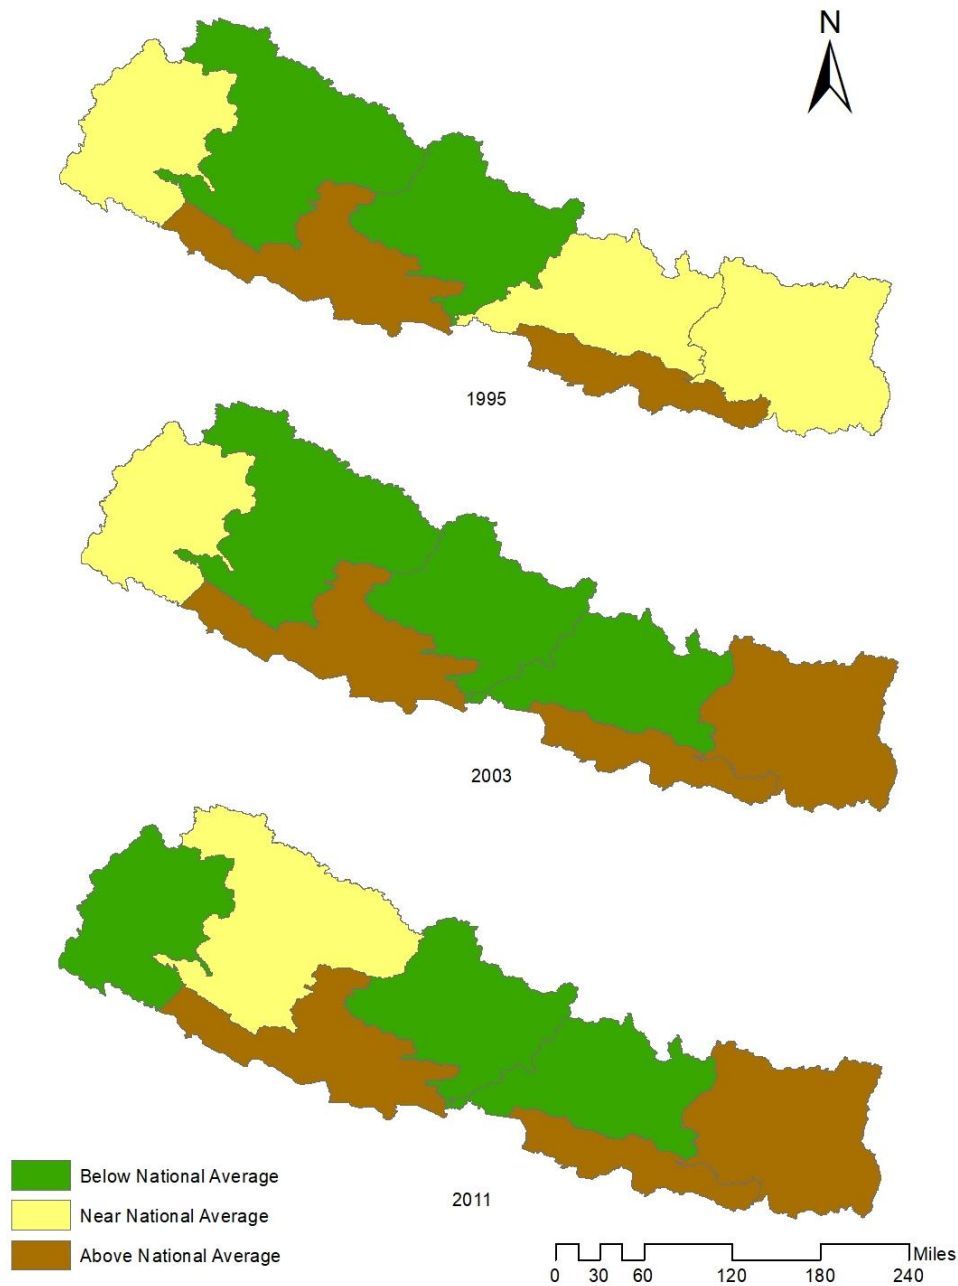 N
1995
2003
2011
Below National Average
Near National Average
Above National Average
Miles
0 30 60 120 180 240